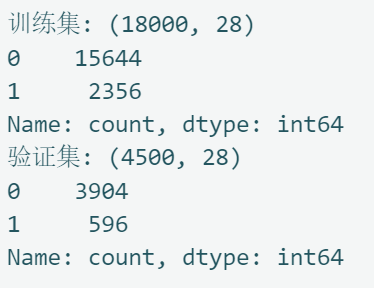 训练集: (18000, 28)
0    15644
1     2356
Name: count, dtype: int64
验证集: (4500, 28)
0    3904
1     596
Name: count, dtype: int64